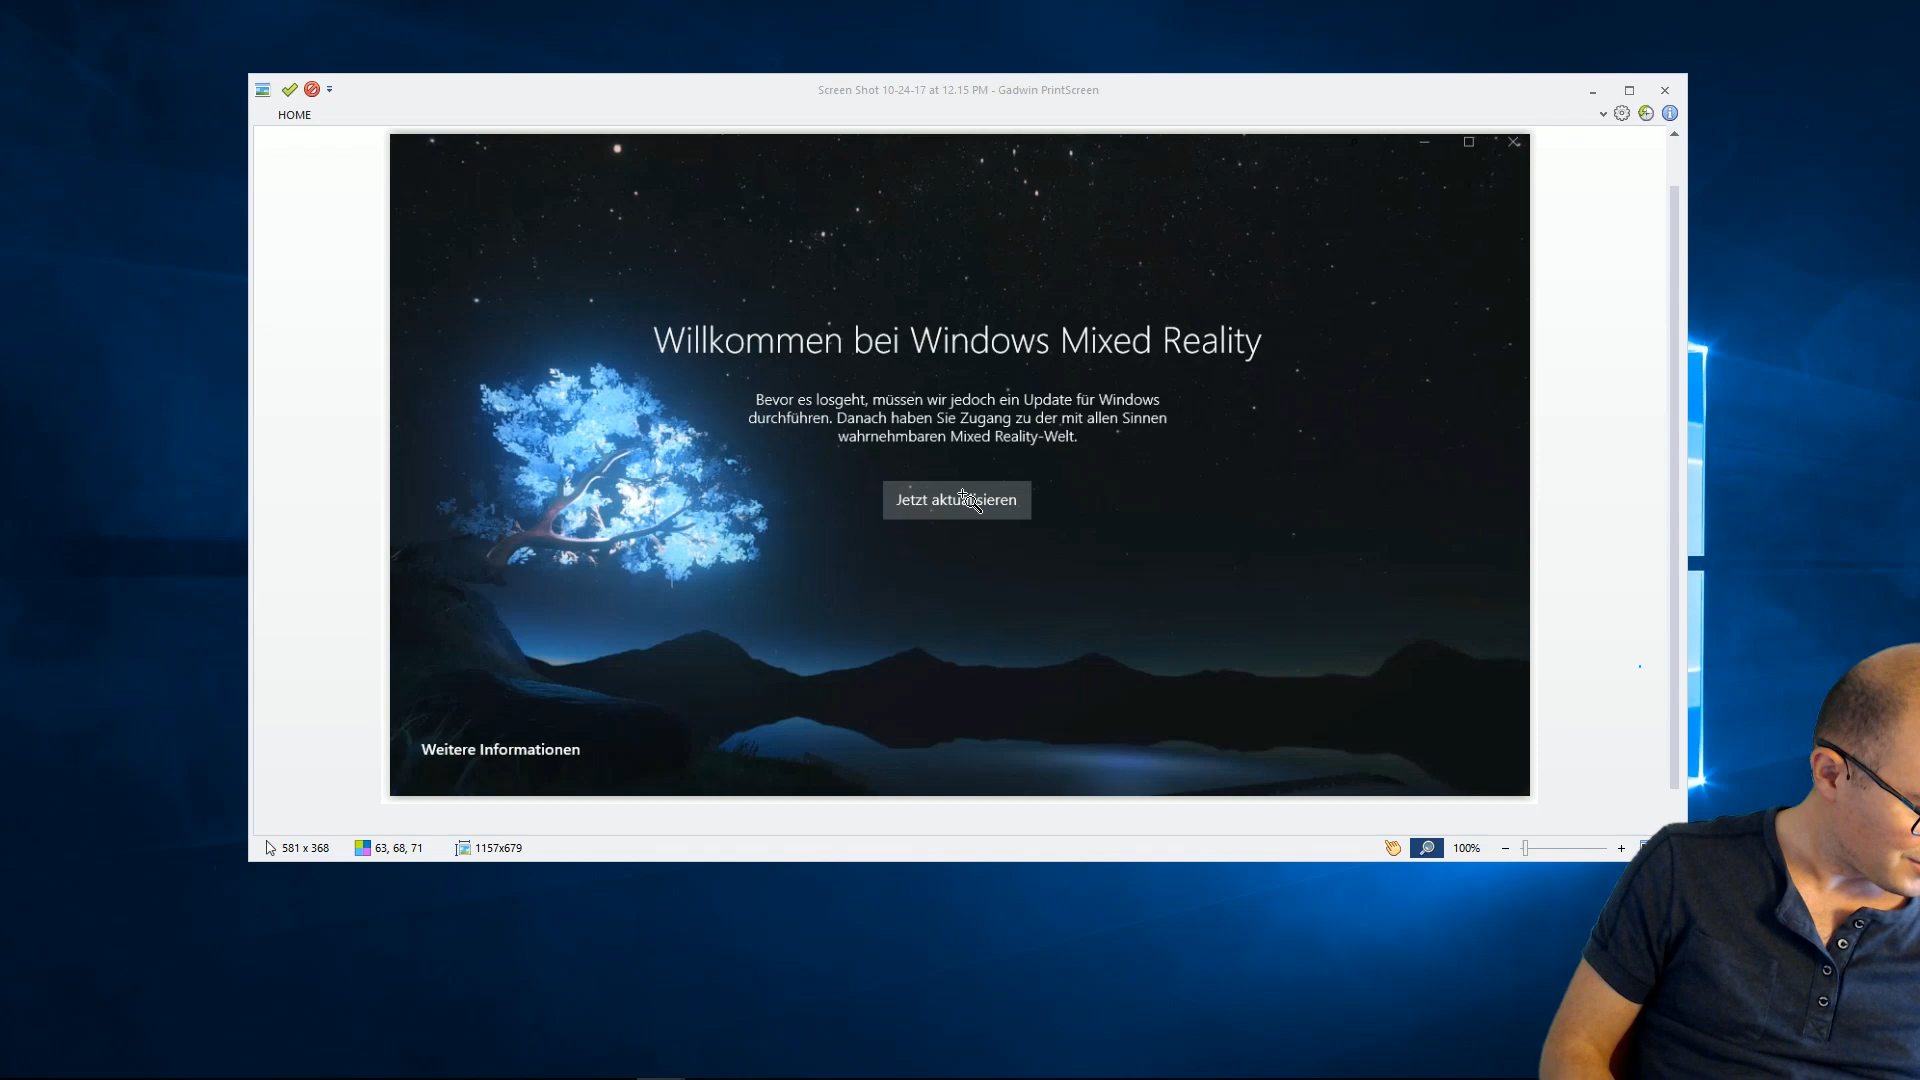 Screen Shot 10-24-17 at 12.15 PM - Gadwin PrintScreen
HOME
Willkommen bei Windows Mixed Reality
Bevor es losgeht, müssen wir jedoch ein Update für Windows
durchführen. Danach haben Sie Zugang zu der mit allen Sinnen
wahrnehmbaren Mixed Reality-Welt.
Jetzt aktualisieren
Weitere Informationen
581 x 368
63, 68, 71
1157x679
100%